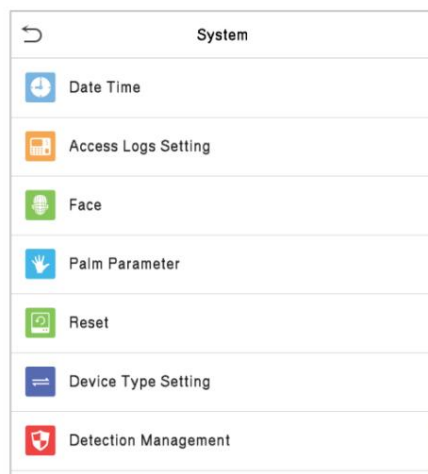 System
Date Time
Access Logs Setting
Face
Palm Parameter
Reset
Device Type Setting
Detection Management